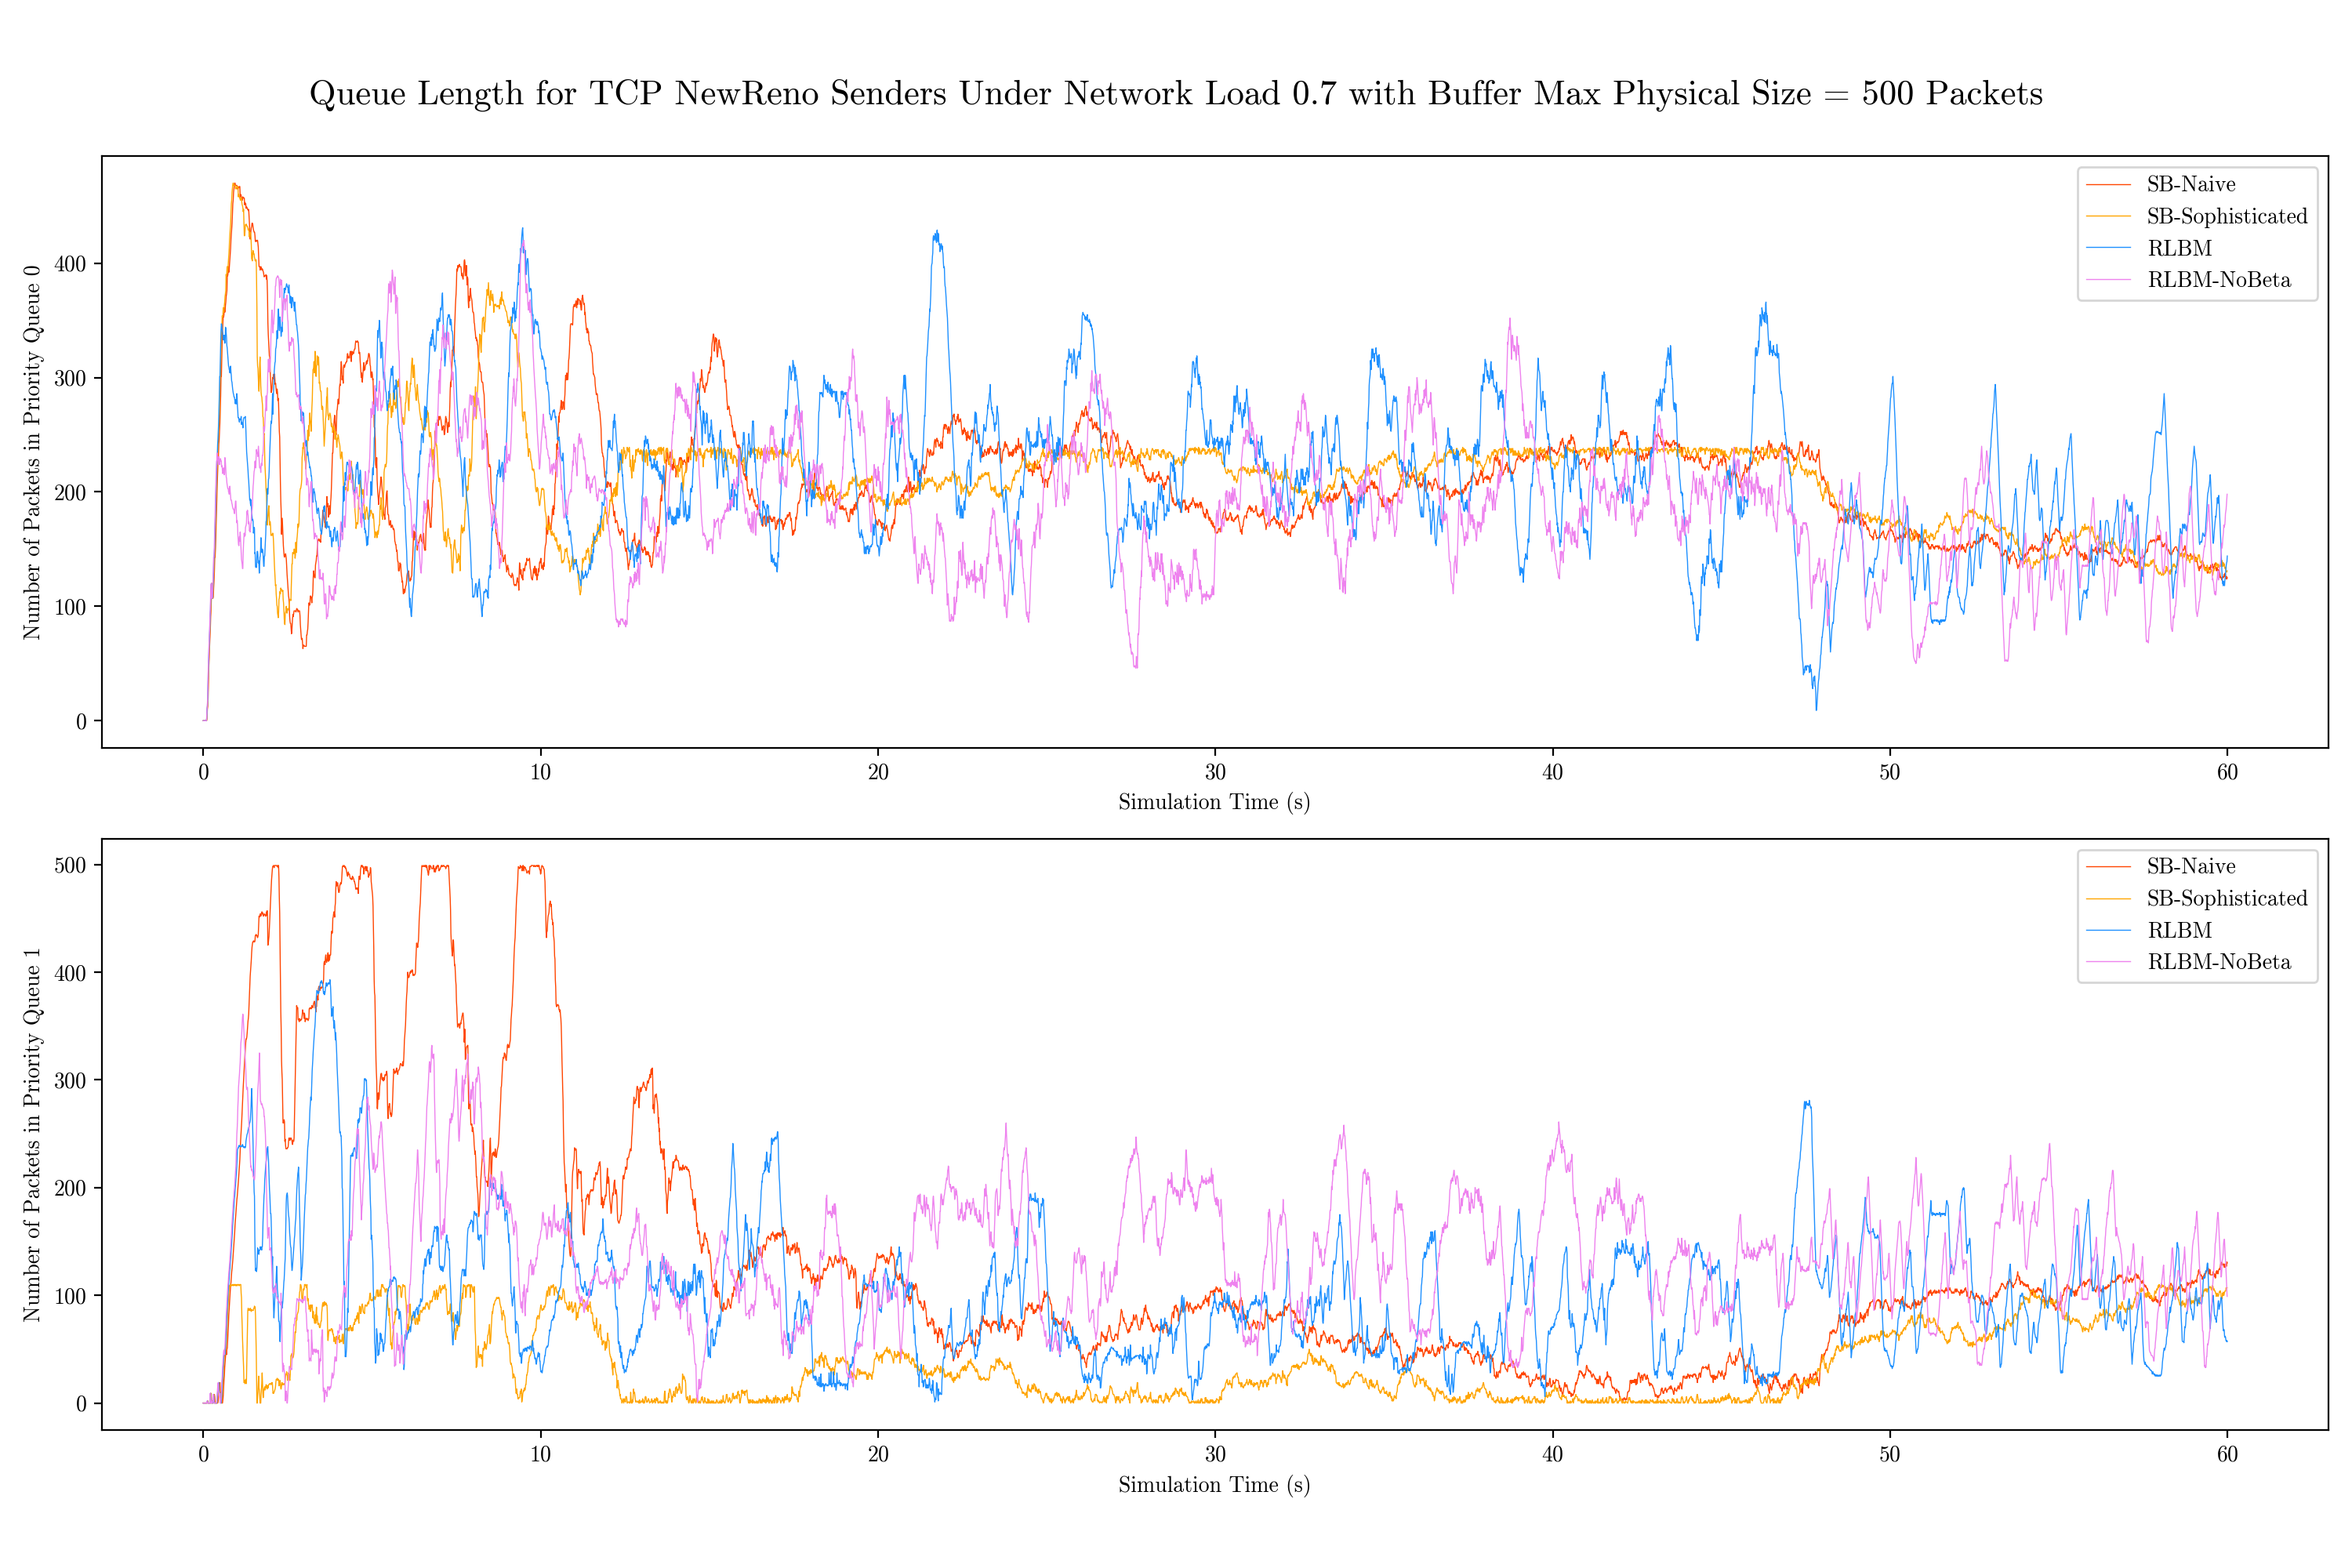 Queue Length for TCP NewReno Senders Under Network Load 0.7 with Buffer Max Physical Size = 500 Packets
Number of Packets in Priority Queue 0
400
300
200
100
0
SB-Naive
SB-Sophisticated
RLBM
RLBM-NoBeta
0 10 20 30 40 50 60
Simulation Time (s)
Number of Packets in Priority Queue 1
500
400
300
200
100
0
SB-Naive
SB-Sophisticated
RLBM
RLBM-NoBeta
0 10 20 30 40 50 60
Simulation Time (s)